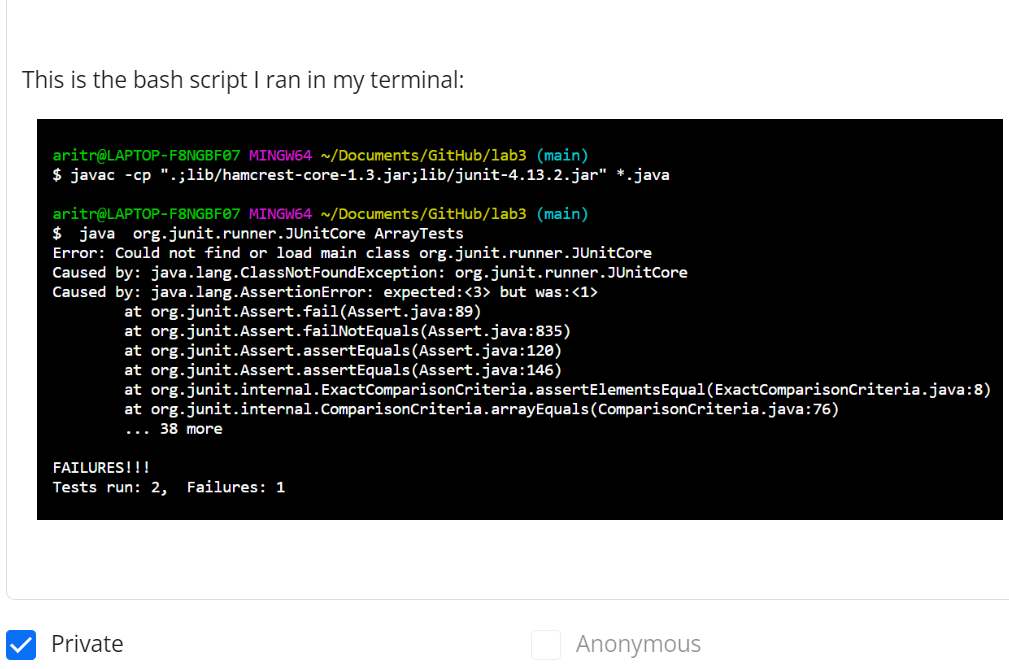 This is the bash script I ran in my terminal:
aritr@LAPTOP-F8NGBF07 MINGW64 ~/Documents/GitHub/lab3 (main)
$ javac -cp ".;lib/hamcrest-core-1.3.jar;lib/junit-4.13.2.jar" *.java
aritr@LAPTOP-F8NGBF07 MINGW64 ~/Documents/GitHub/lab3 (main)
$  java  org.junit.runner.JUnitCore ArrayTests
Error: Could not find or load main class org.junit.runner.JUnitCore
Caused by: java.lang.ClassNotFoundException: org.junit.runner.JUnitCore
Caused by: java.lang.AssertionError: expected:<3> but was:<1>
        at org.junit.Assert.fail(Assert.java:89)
        at org.junit.Assert.failNotEquals(Assert.java:835)
        at org.junit.Assert.assertEquals(Assert.java:120)
        at org.junit.Assert.assertEquals(Assert.java:146)
        at org.junit.internal.ExactComparisonCriteria.assertElementsEqual(ExactComparisonCriteria.java:8)
        at org.junit.internal.ComparisonCriteria.arrayEquals(ComparisonCriteria.java:76)
        ... 38 more
FAILURES!!!
Tests run: 2,  Failures: 1
Private
Anonymous